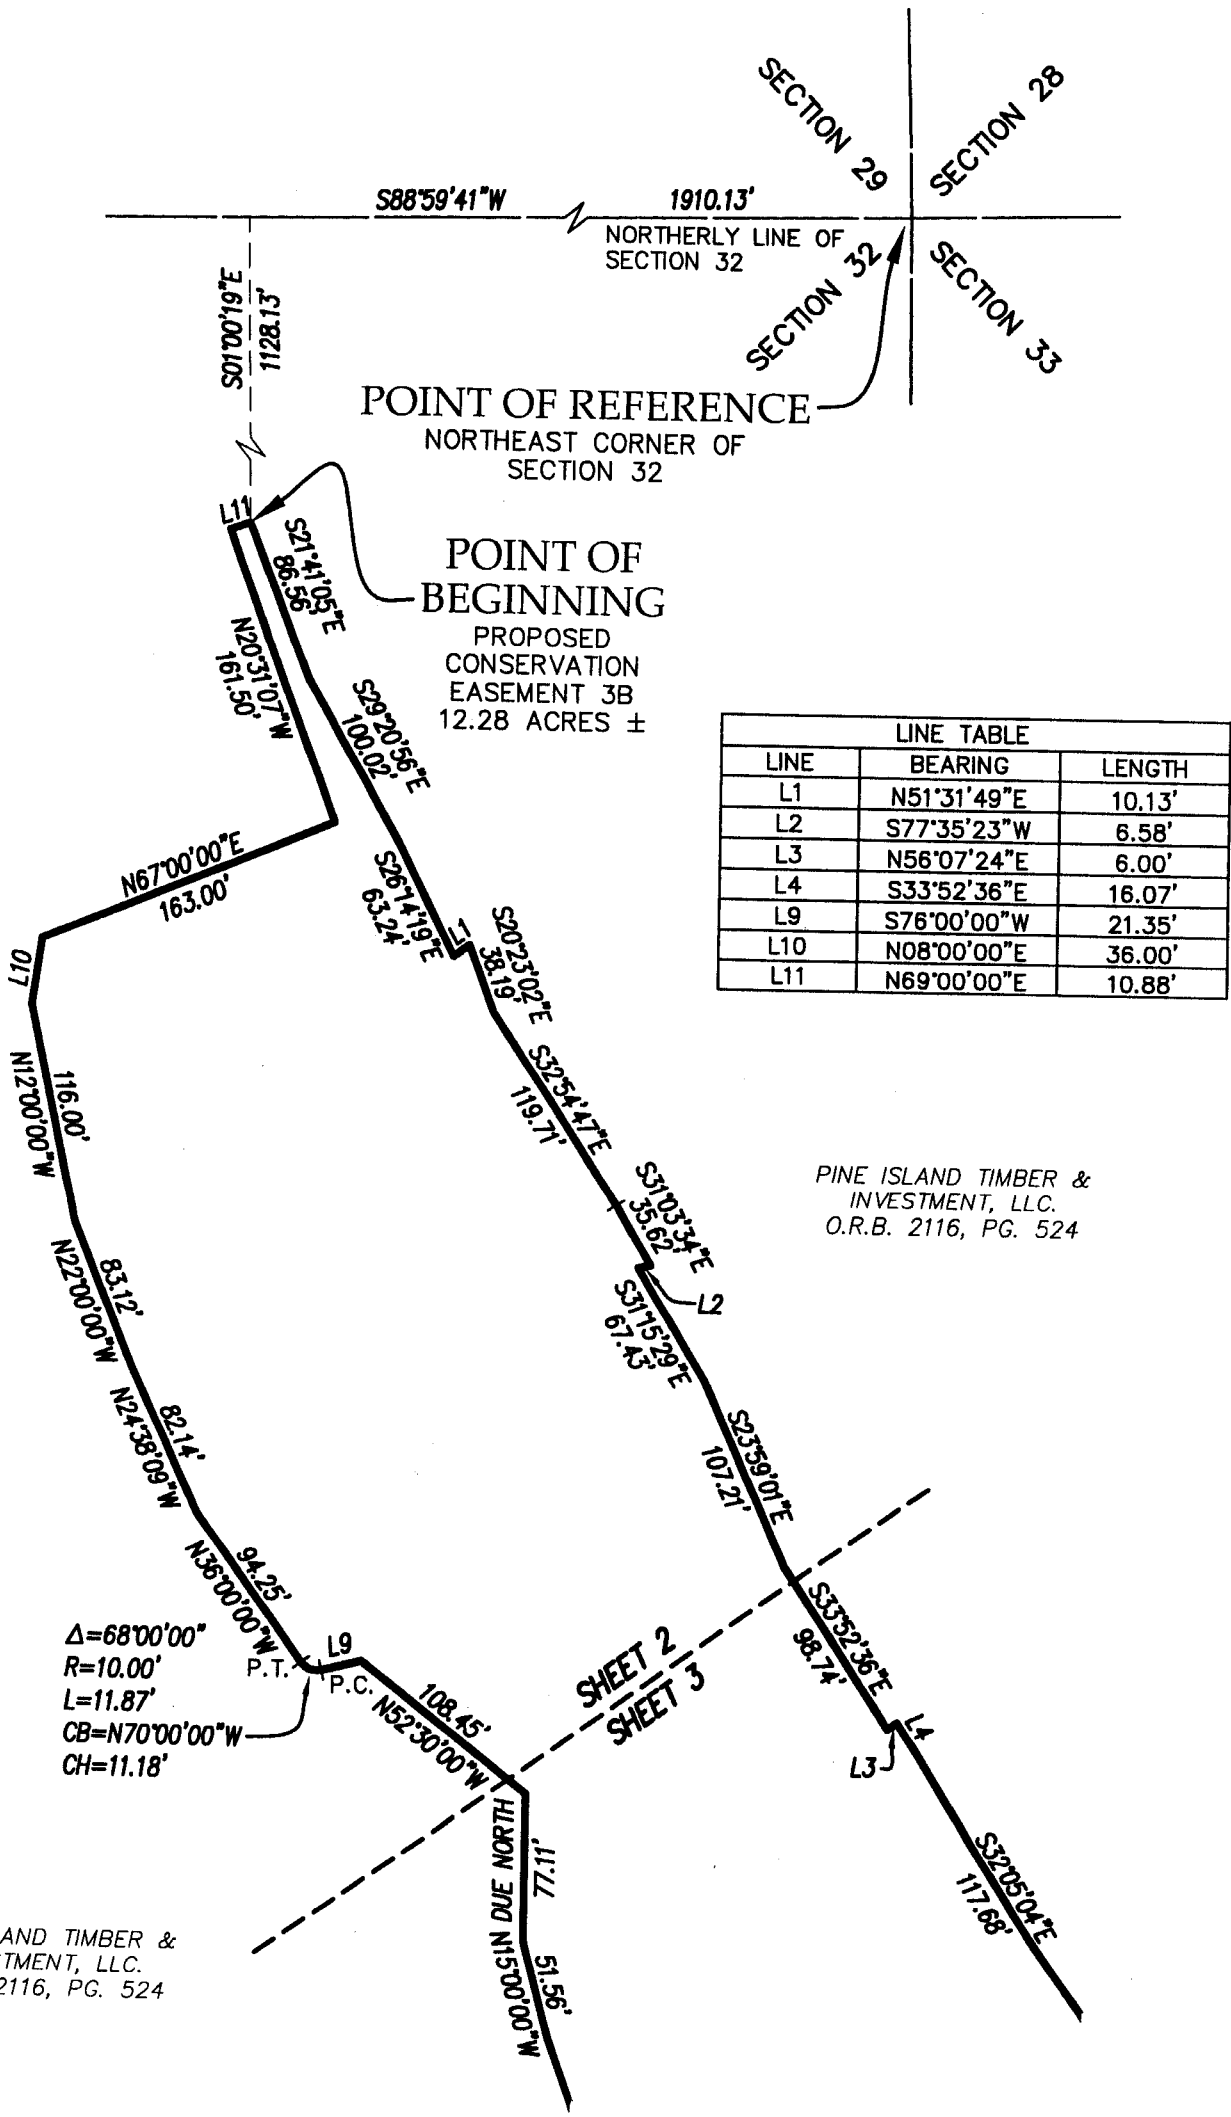 SECTION 29
SECTION 28
S88°59'41"W
1910.13'
NORTHERLY LINE OF
SECTION 32
SECTION 32
SECTION 33
S01°00'19"E
1128.13'
POINT OF REFERENCE
NORTHEAST CORNER OF
SECTION 32
L11
POINT OF
BEGINNING
PROPOSED
CONSERVATION
EASEMENT 3B
12.28 ACRES ±
S21°41'05"E
86.56'
N20°31'07"W
161.50'
S29°20'56"E
100.02'
LINE TABLE
LINE BEARING LENGTH
L1 N51°31'49"E 10.13'
L2 S77°35'23"W 6.58'
L3 N56°07'24"E 6.00'
L4 S33°52'36"E 16.07'
L9 S76°00'00"W 21.35'
L10 N08°00'00"E 36.00'
L11 N69°00'00"E 10.88'
N67°00'00"E
163.00'
S26°14'19"E
63.24'
L1
S20°23'02"E
38.19'
L10
S32°54'47"E
119.71'
116.00'
N12°00'00"W
PINE ISLAND TIMBER &
INVESTMENT, LLC.
O.R.B. 2116, PG. 524
S31°03'34"E
35.62'
L2
S31°15'29"E
67.43'
83.12'
N22°00'00"W
82.14'
N24°38'09"W
S23°59'01"E
107.21'
94.25'
N36°00'00"W
Δ=68°00'00"
R=10.00'
L=11.87'
CB=N70°00'00"W
CH=11.18'
P.T.
L9
P.C.
108.45'
N52°30'00"W
SHEET 2
SHEET 3
S33°52'36"E
98.74'
L4
L3
DUE NORTH
77.11'
S32°05'04"E
117.68'
51.56'
N15°00'00"W
AND TIMBER &
TMENT, LLC.
2116, PG. 524